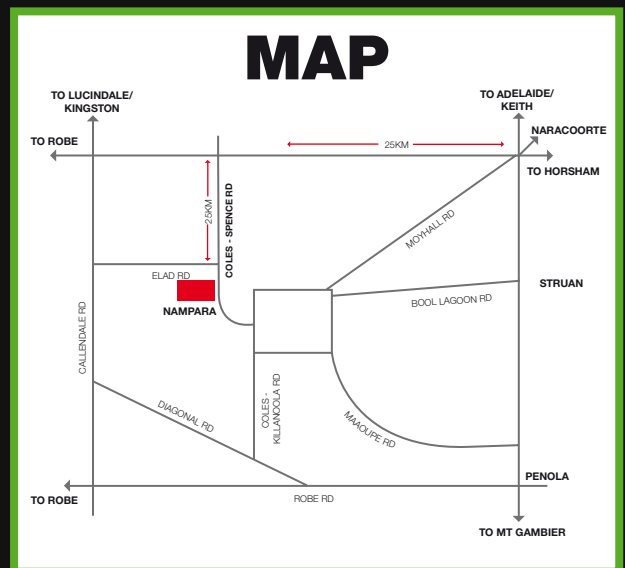 MAP
TO LUCINDALE/
KINGSTON
TO ADELAIDE/
KEITH
NARACOORTE
TO ROBE
25KM
TO HORSHAM
25KM
COLES - SPENCE RD
MOYHALL RD
ELAD RD
STRUAN
BOOL LAGOON RD
NAMPARA
CALLENDALE RD
DIAGONAL RD
COLES -
KILLANOOLA RD
MAAOUPE RD
PENOLA
TO ROBE
ROBE RD
TO MT GAMBIER